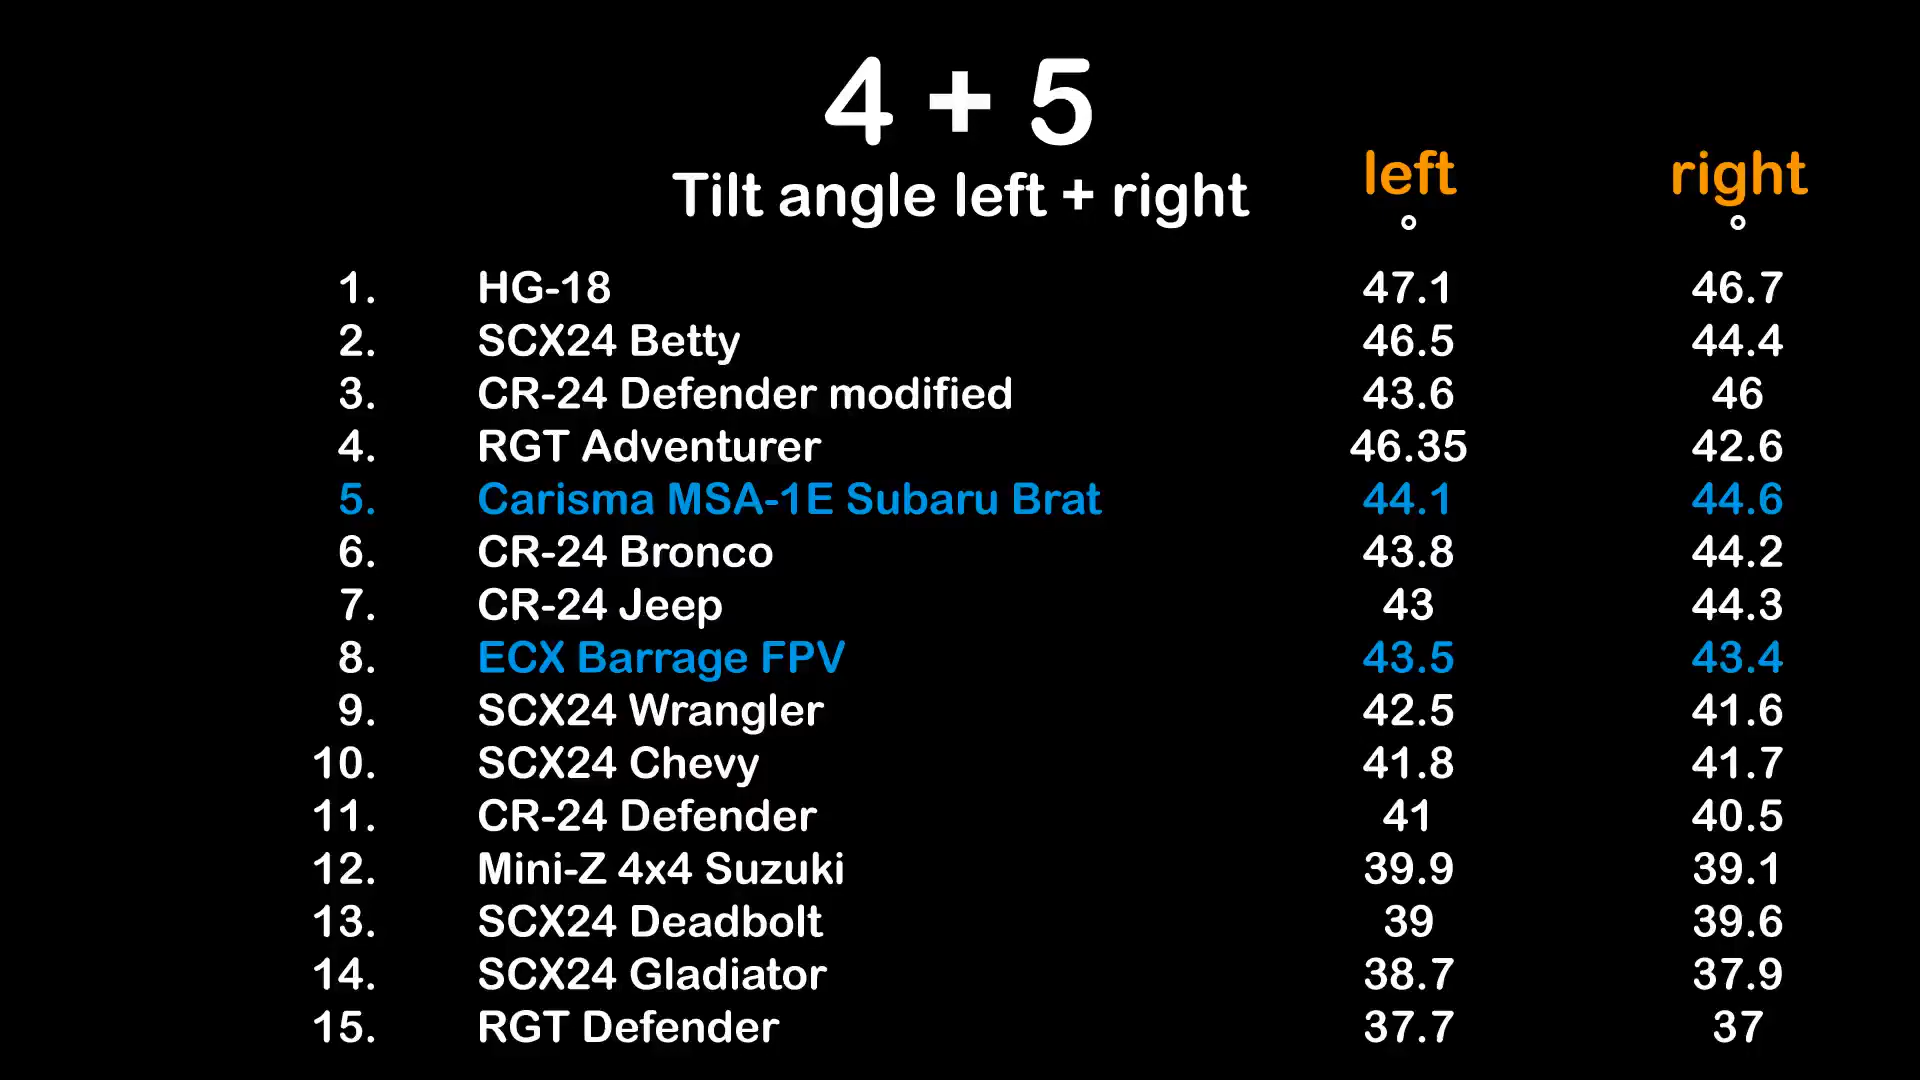 4 + 5
Tilt angle left + right
left right
° °
1. HG-18 47.1 46.7
2. SCX24 Betty 46.5 44.4
3. CR-24 Defender modified 43.6 46
4. RGT Adventurer 46.35 42.6
5. Carisma MSA-1E Subaru Brat 44.1 44.6
6. CR-24 Bronco 43.8 44.2
7. CR-24 Jeep 43 44.3
8. ECX Barrage FPV 43.5 43.4
9. SCX24 Wrangler 42.5 41.6
10. SCX24 Chevy 41.8 41.7
11. CR-24 Defender 41 40.5
12. Mini-Z 4x4 Suzuki 39.9 39.1
13. SCX24 Deadbolt 39 39.6
14. SCX24 Gladiator 38.7 37.9
15. RGT Defender 37.7 37